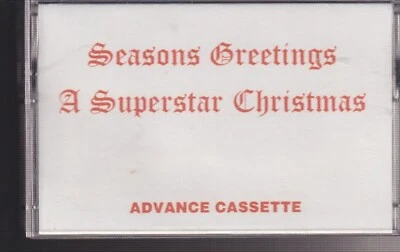 Seasons Greetings
A Superstar Christmas
ADVANCE CASSETTE